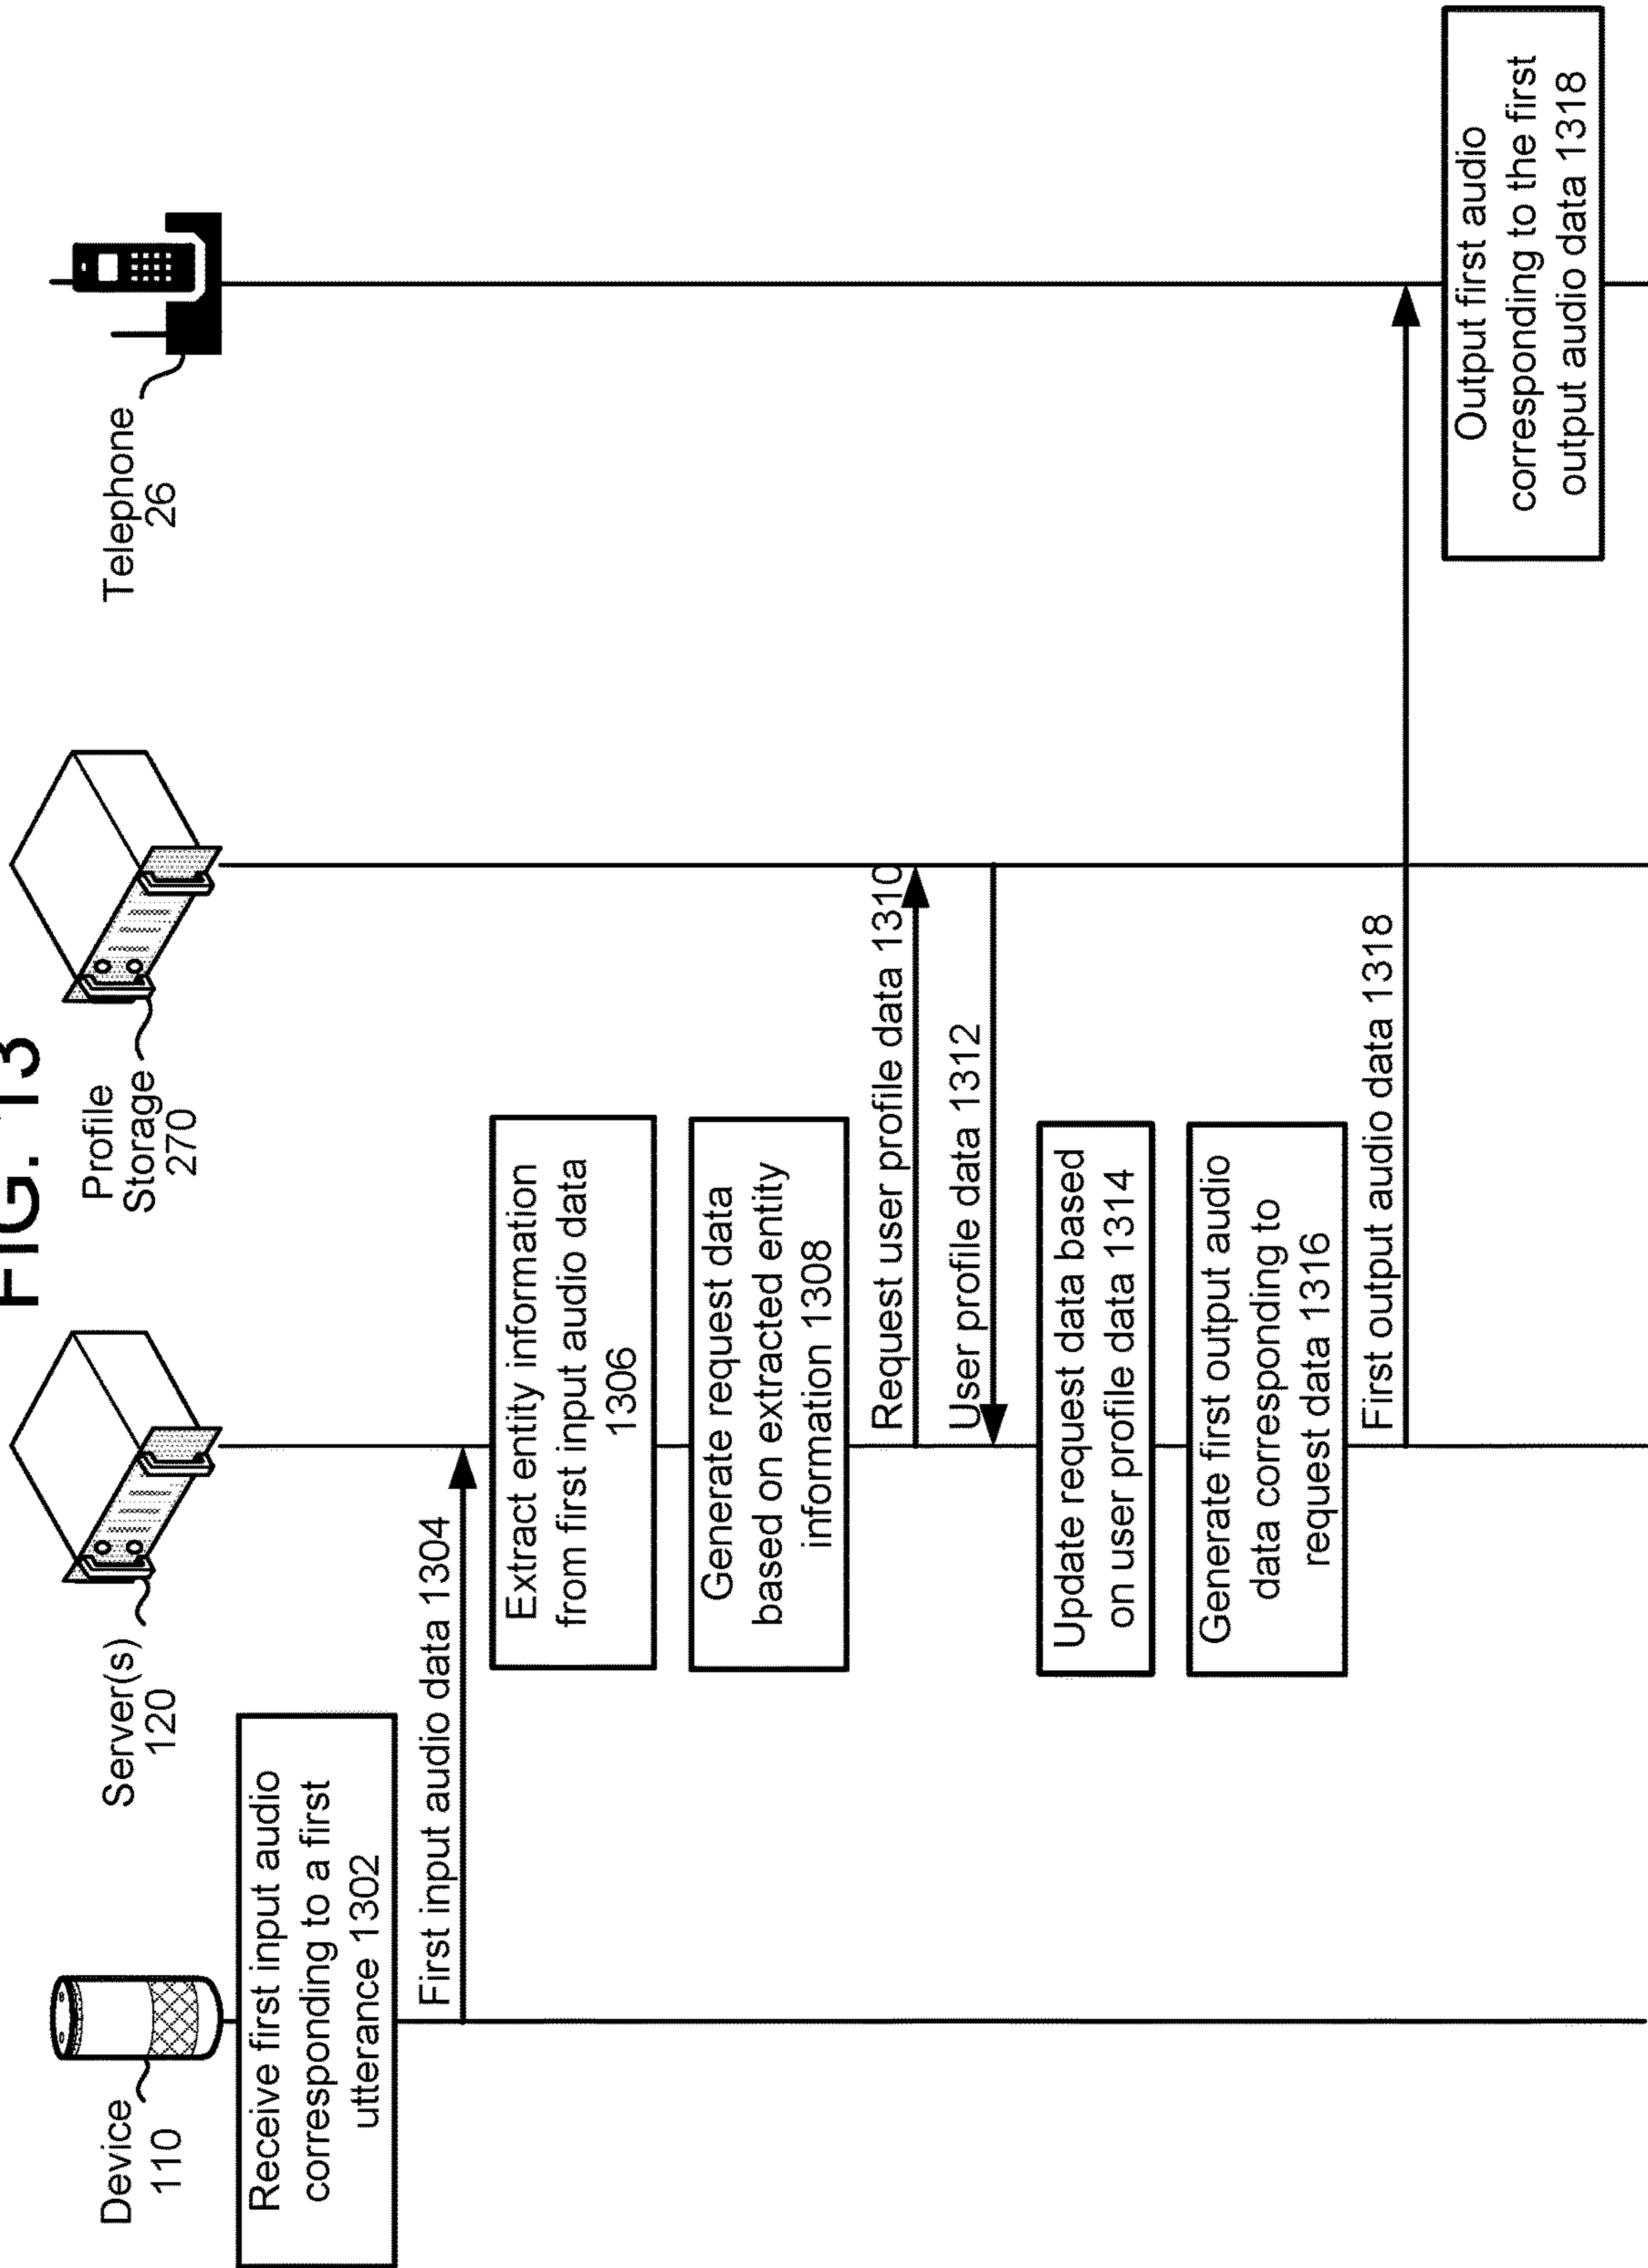 FIG. 13
Device
110
Server(s)
120
Profile
Storage
270
Telephone
26
Receive first input audio
corresponding to a first
utterance 1302
First input audio data 1304
Extract entity information
from first input audio data
1306
Generate request data
based on extracted entity
information 1308
Request user profile data 1310
User profile data 1312
Update request data based
on user profile data 1314
Generate first output audio
data corresponding to
request data 1316
First output audio data 1318
Output first audio
corresponding to the first
output audio data 1318